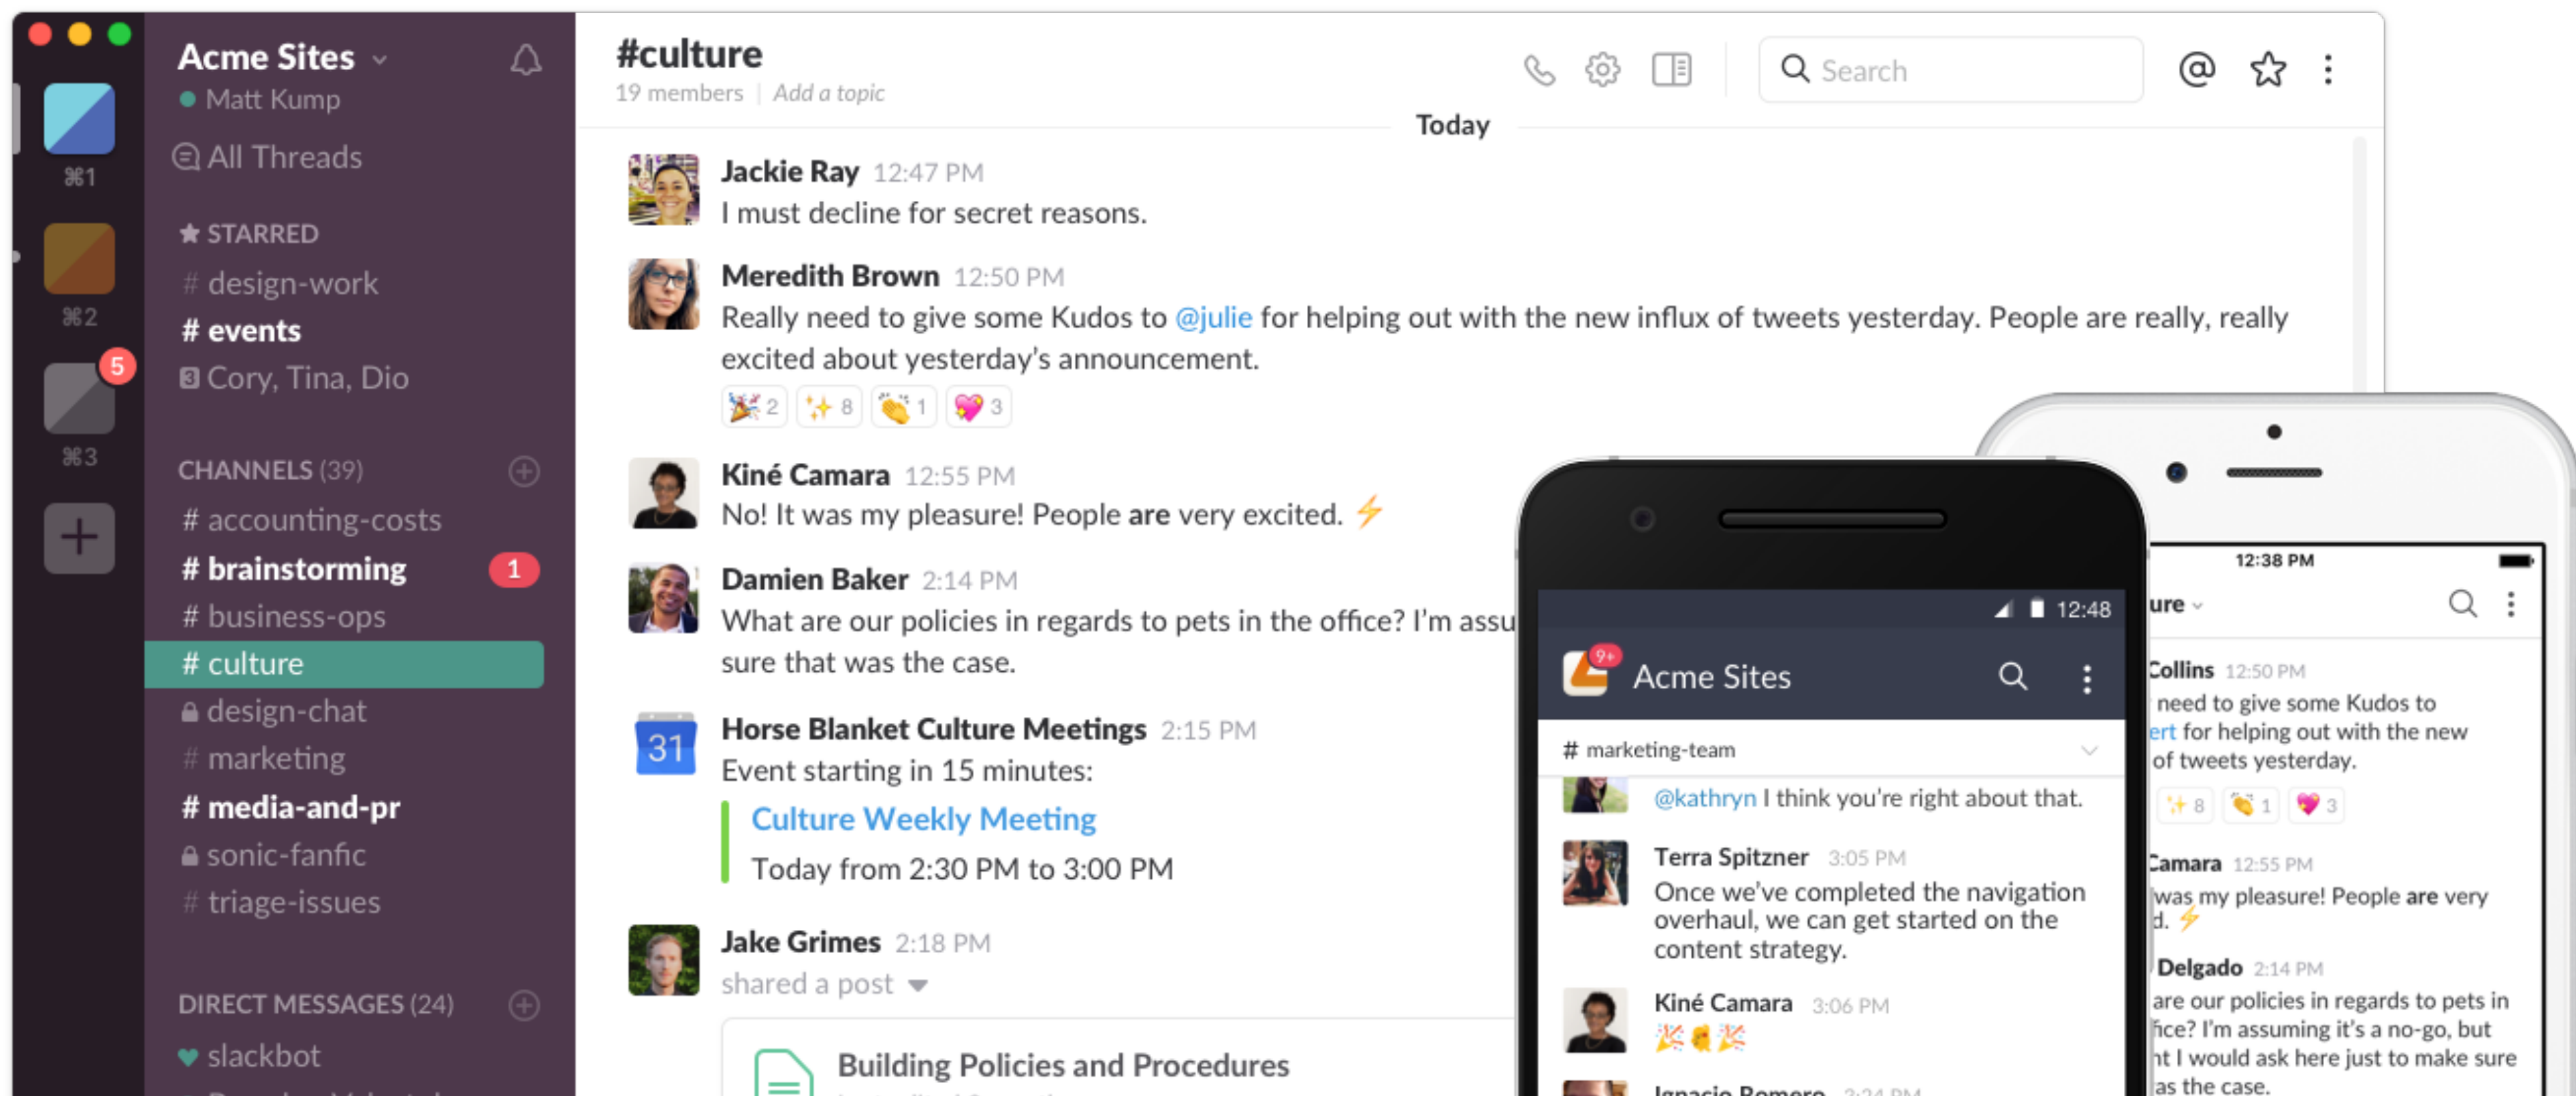 Acme Sites
Matt Kump
All Threads
⌘1
STARRED
# design-work
⌘2
# events
5
3 Cory, Tina, Dio
⌘3
CHANNELS (39)
# accounting-costs
# brainstorming 1
# business-ops
# culture
design-chat
# marketing
# media-and-pr
sonic-fanfic
# triage-issues
DIRECT MESSAGES (24)
slackbot
#culture
19 members | Add a topic
Search
@
Today
Jackie Ray 12:47 PM
I must decline for secret reasons.
Meredith Brown 12:50 PM
Really need to give some Kudos to @julie for helping out with the new influx of tweets yesterday. People are really, really
excited about yesterday’s announcement.
🎉 2 ✨ 8 👏 1 💖 3
Kiné Camara 12:55 PM
No! It was my pleasure! People are very excited. ⚡
Damien Baker 2:14 PM
What are our policies in regards to pets in the office? I’m assu
sure that was the case.
31
Horse Blanket Culture Meetings 2:15 PM
Event starting in 15 minutes:
Culture Weekly Meeting
Today from 2:30 PM to 3:00 PM
Jake Grimes 2:18 PM
shared a post
Building Policies and Procedures
12:48
9+
Acme Sites
# marketing-team
@kathryn I think you’re right about that.
Terra Spitzner 3:05 PM
Once we’ve completed the navigation
overhaul, we can get started on the
content strategy.
Kiné Camara 3:06 PM
Ignacio Romero 3:24 PM
12:38 PM
ure
Collins 12:50 PM
need to give some Kudos to
ert for helping out with the new
of tweets yesterday.
✨ 8 👏 1 💖 3
Camara 12:55 PM
was my pleasure! People are very
d. ⚡
Delgado 2:14 PM
are our policies in regards to pets in
fice? I’m assuming it’s a no-go, but
ht I would ask here just to make sure
as the case.